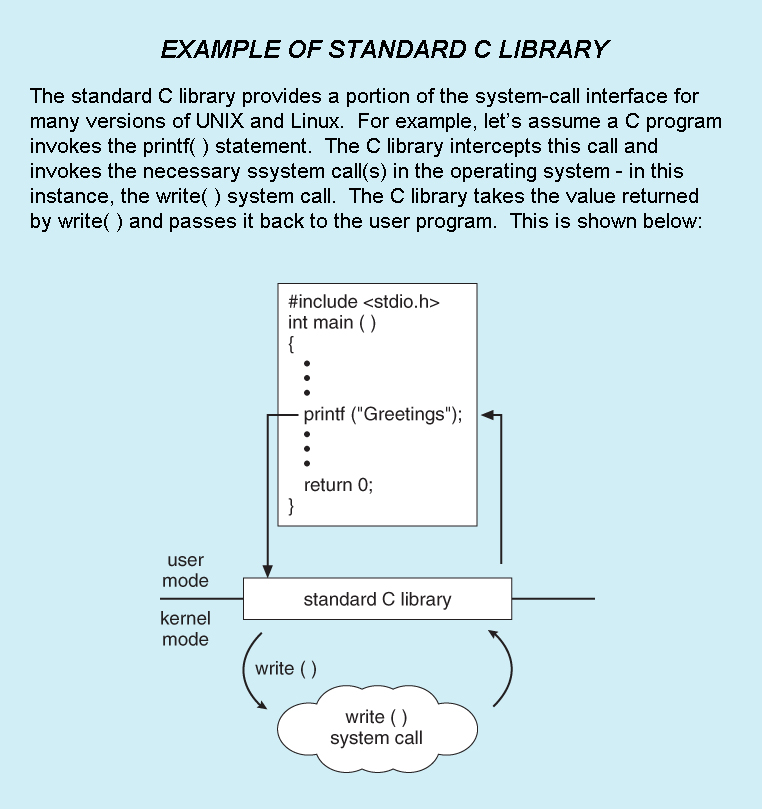 EXAMPLE OF STANDARD C LIBRARY
The standard C library provides a portion of the system-call interface for
many versions of UNIX and Linux.  For example, let's assume a C program
invokes the printf( ) statement.  The C library intercepts this call and
invokes the necessary ssystem call(s) in the operating system - in this
instance, the write( ) system call.  The C library takes the value returned
by write( ) and passes it back to the user program.  This is shown below:
#include <stdio.h>
int main ( )
{
•
•
•
printf ("Greetings");
•
•
•
return 0;
}
user
mode
standard C library
kernel
mode
write ( )
write ( )
system call